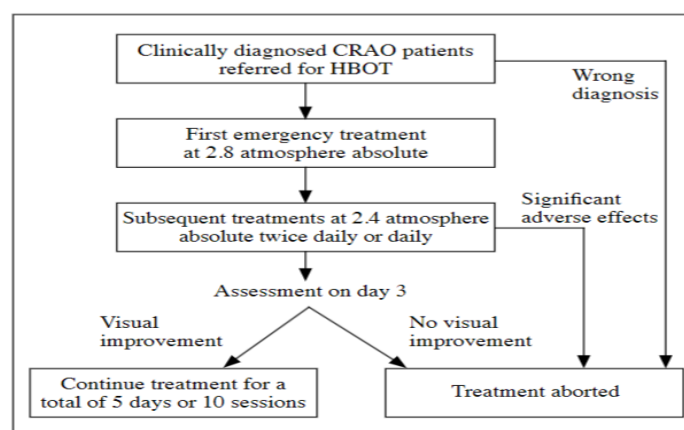 Clinically diagnosed CRAO patients
referred for HBOT
Wrong
diagnosis
First emergency treatment
at 2.8 atmosphere absolute
Significant
adverse effects
Subsequent treatments at 2.4 atmosphere
absolute twice daily or daily
Assessment on day 3
Visual
improvement
No visual
improvement
Continue treatment for a
total of 5 days or 10 sessions
Treatment aborted